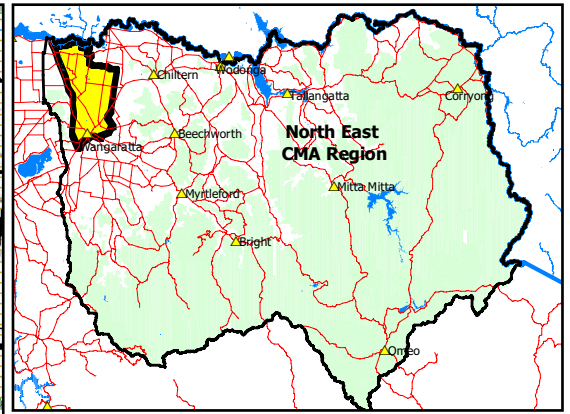 Chiltern
Wodonga
Tallangatta
Corryong
North East
CMA Region
Wangaratta
Beechworth
Myrtleford
Mitta Mitta
Bright
Omeo